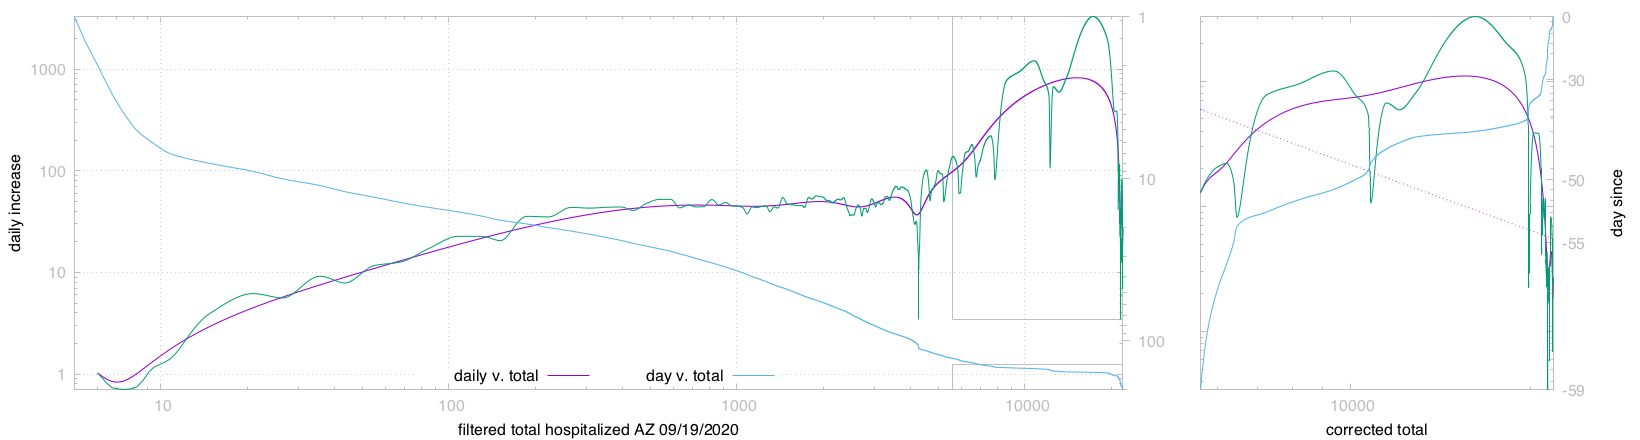 1000
100
10
1
daily increase
10
100
1000
10000
filtered total hospitalized AZ 09/19/2020
daily v. total
day v. total
1
10
100
0
-30
-50
-55
-59
day since
10000
corrected total